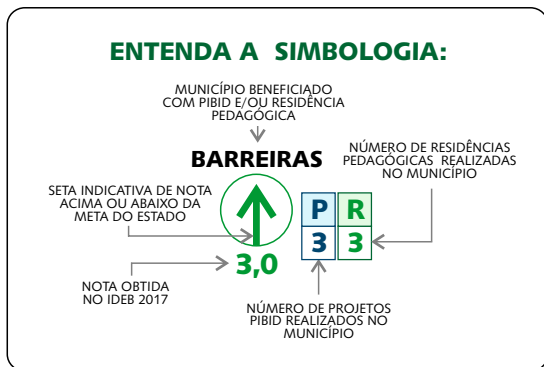 ENTENDA A SIMBOLOGIA:
MUNICÍPIO BENEFICIADO
COM PIBID E/OU RESIDÊNCIA
PEDAGÓGICA
BARREIRAS
NÚMERO DE RESIDÊNCIAS
PEDAGÓGICAS REALIZADAS
NO MUNICÍPIO
SETA INDICATIVA DE NOTA
ACIMA OU ABAIXO DA
META DO ESTADO
P R
3 3
3,0
NOTA OBTIDA
NO IDEB 2017
NÚMERO DE PROJETOS
PIBID REALIZADOS NO
MUNICÍPIO